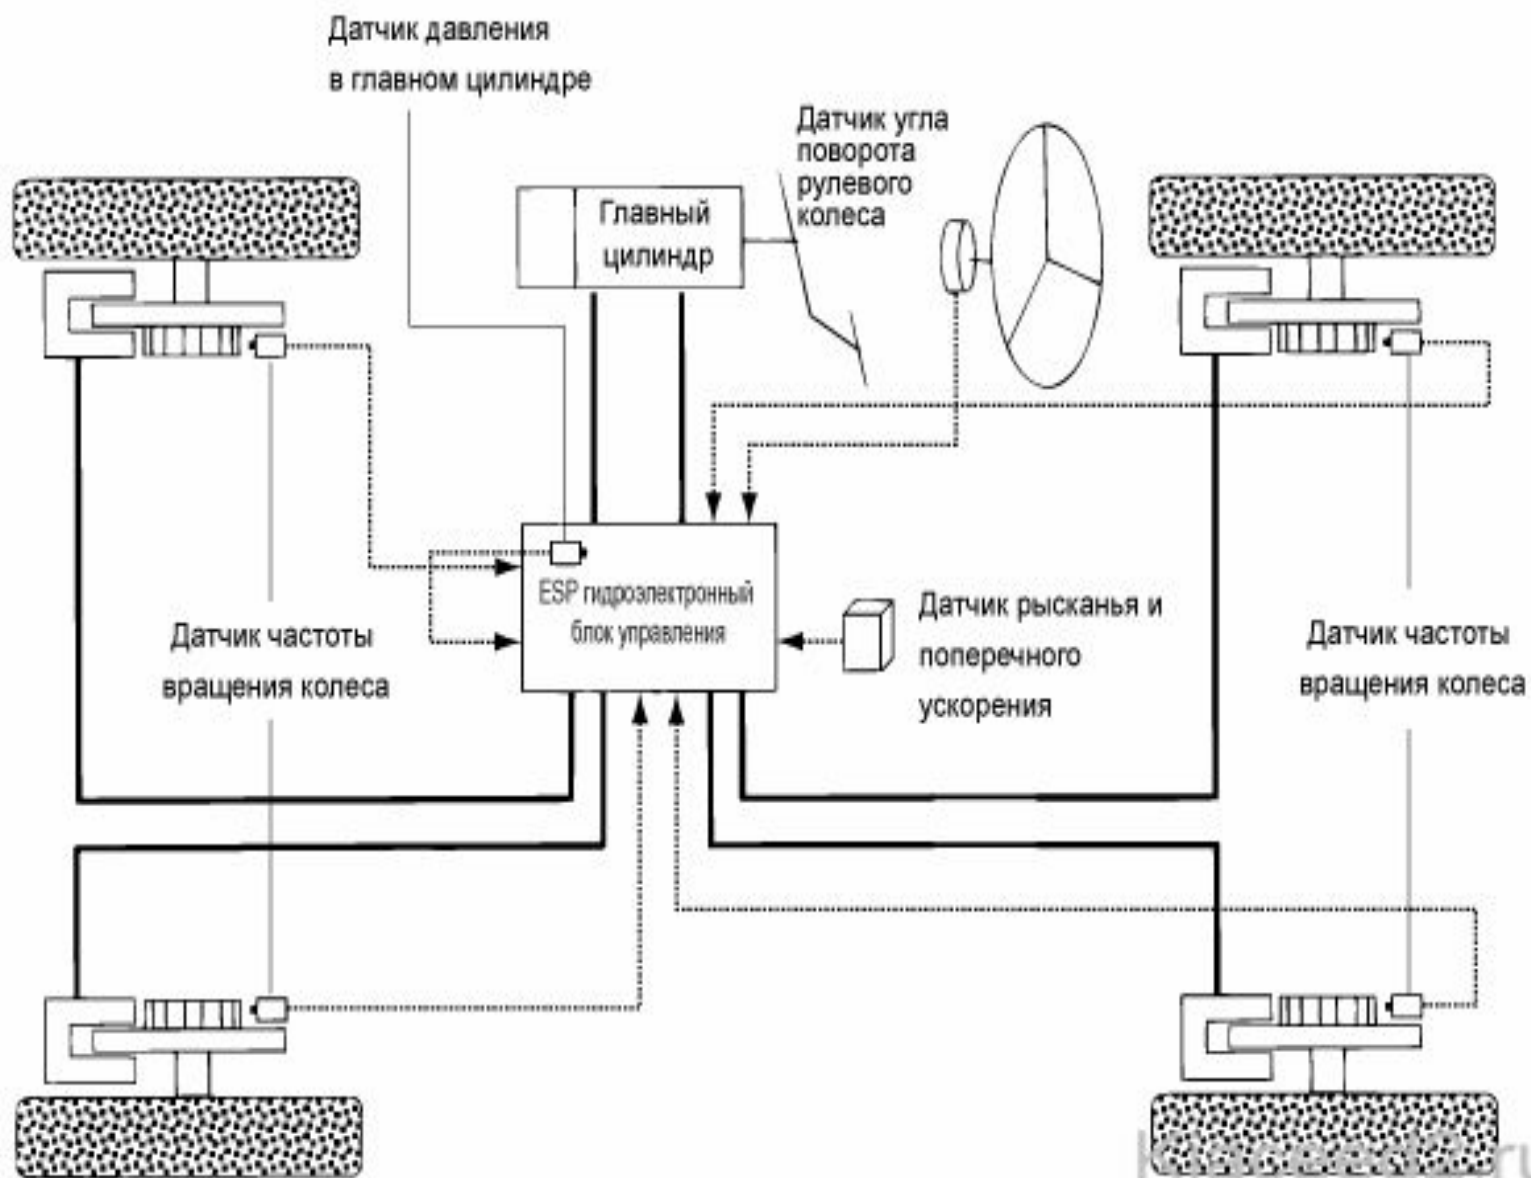 Датчик давления
в главном цилиндре
Датчик угла
поворота
рулевого
колеса
Главный
цилиндр
ESP гидроэлектронный
блок управления
Датчик рысканья и
поперечного
ускорения
Датчик частоты
вращения колеса
Датчик частоты
вращения колеса